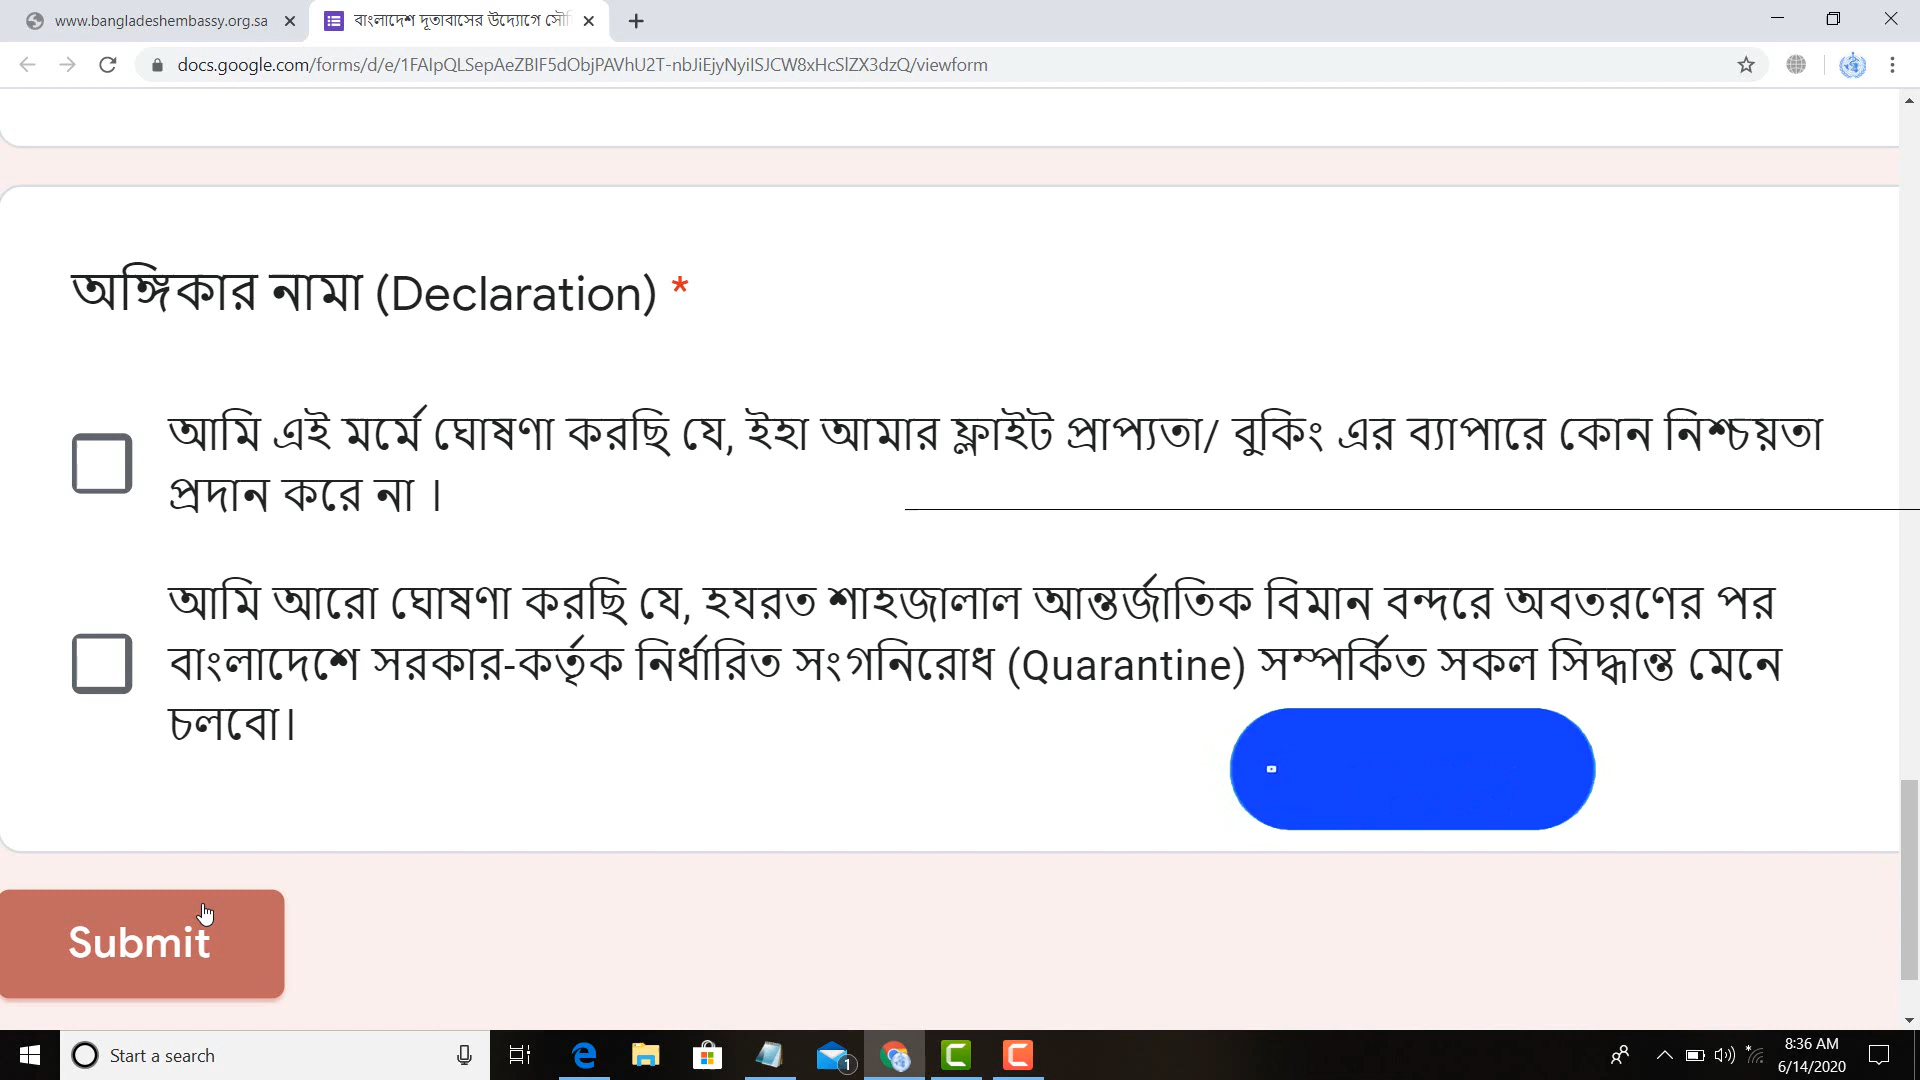 www.bangladeshembassy.org.sa
বাংলাদেশ দূতাবাসের উদ্যোগে সৌ
docs.google.com/forms/d/e/1FAIpQLSepAeZBIF5dObjPAVhU2T-nbJiEjyNyiISJCW8xHcSlZX3dzQ/viewform
অঙ্গিকার নামা (Declaration) *
আমি এই মর্মে ঘোষণা করছি যে, ইহা আমার ফ্লাইট প্রাপ্যতা/ বুকিং এর ব্যাপারে কোন নিশ্চয়তা
প্রদান করে না ।
আমি আরো ঘোষণা করছি যে, হযরত শাহজালাল আন্তর্জাতিক বিমান বন্দরে অবতরণের পর
বাংলাদেশে সরকার-কর্তৃক নির্ধারিত সংগনিরোধ (Quarantine) সম্পর্কিত সকল সিদ্ধান্ত মেনে
চলবো।
Submit
Start a search
1
8:36 AM
6/14/2020